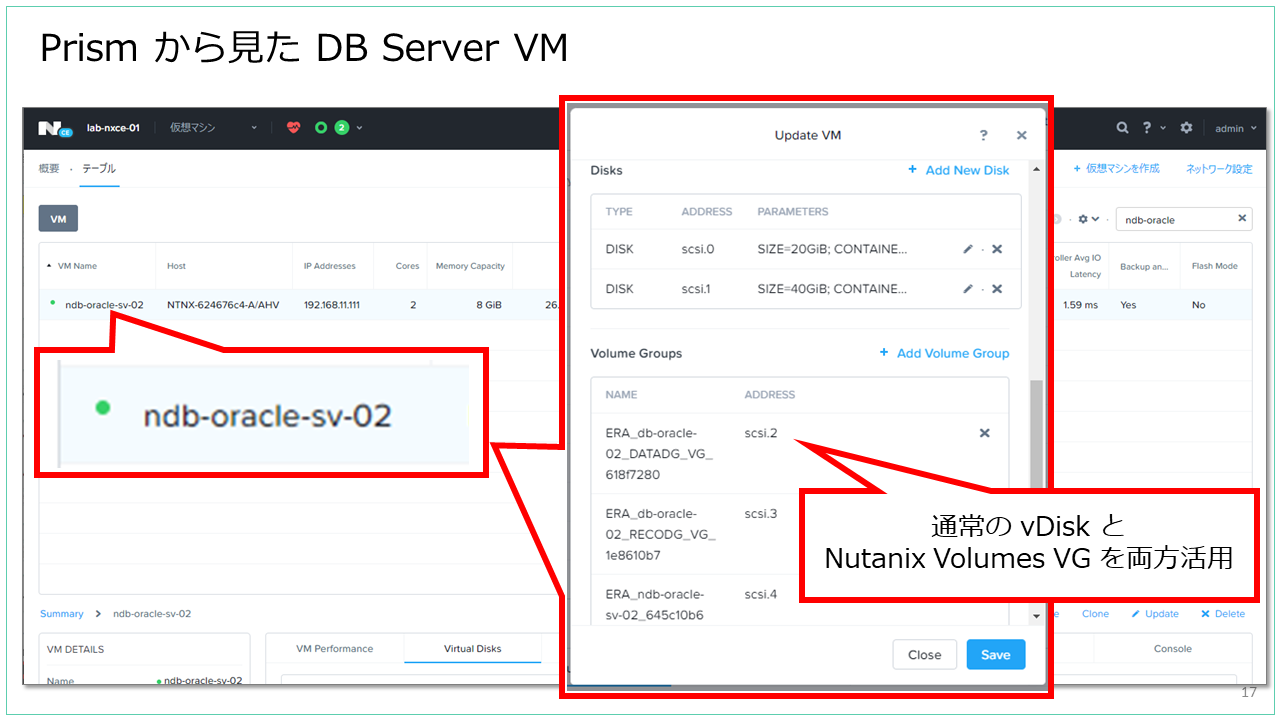 Prism から見た DB Server VM
N CE lab-nxce-01 仮想マシン 2 ? admin
概要 · テーブル
+ 仮想マシンを作成 ネットワーク設定
VM
ndb-oracle
VM Name Host IP Addresses Cores Memory Capacity
oller Avg IO
Latency
Backup an... Flash Mode
ndb-oracle-sv-02 NTNX-624676c4-A/AHV 192.168.11.111 2 8 GiB 26.
1.59 ms Yes No
ndb-oracle-sv-02
Update VM ?
Disks + Add New Disk
TYPE ADDRESS PARAMETERS
DISK scsi.0 SIZE=20GiB; CONTAINE...
DISK scsi.1 SIZE=40GiB; CONTAINE...
Volume Groups + Add Volume Group
NAME ADDRESS
ERA_db-oracle- scsi.2
02_DATADG_VG_
618f7280
ERA_db-oracle- scsi.3
02_RECODG_VG_
1e8610b7
ERA_ndb-oracle- scsi.4
sv-02_645c10b6
Close Save
通常の vDisk と
Nutanix Volumes VG を両方活用
Summary > ndb-oracle-sv-02
Clone Update Delete
VM DETAILS
VM Performance Virtual Disks
Console
Name ndb-oracle-sv-02
17